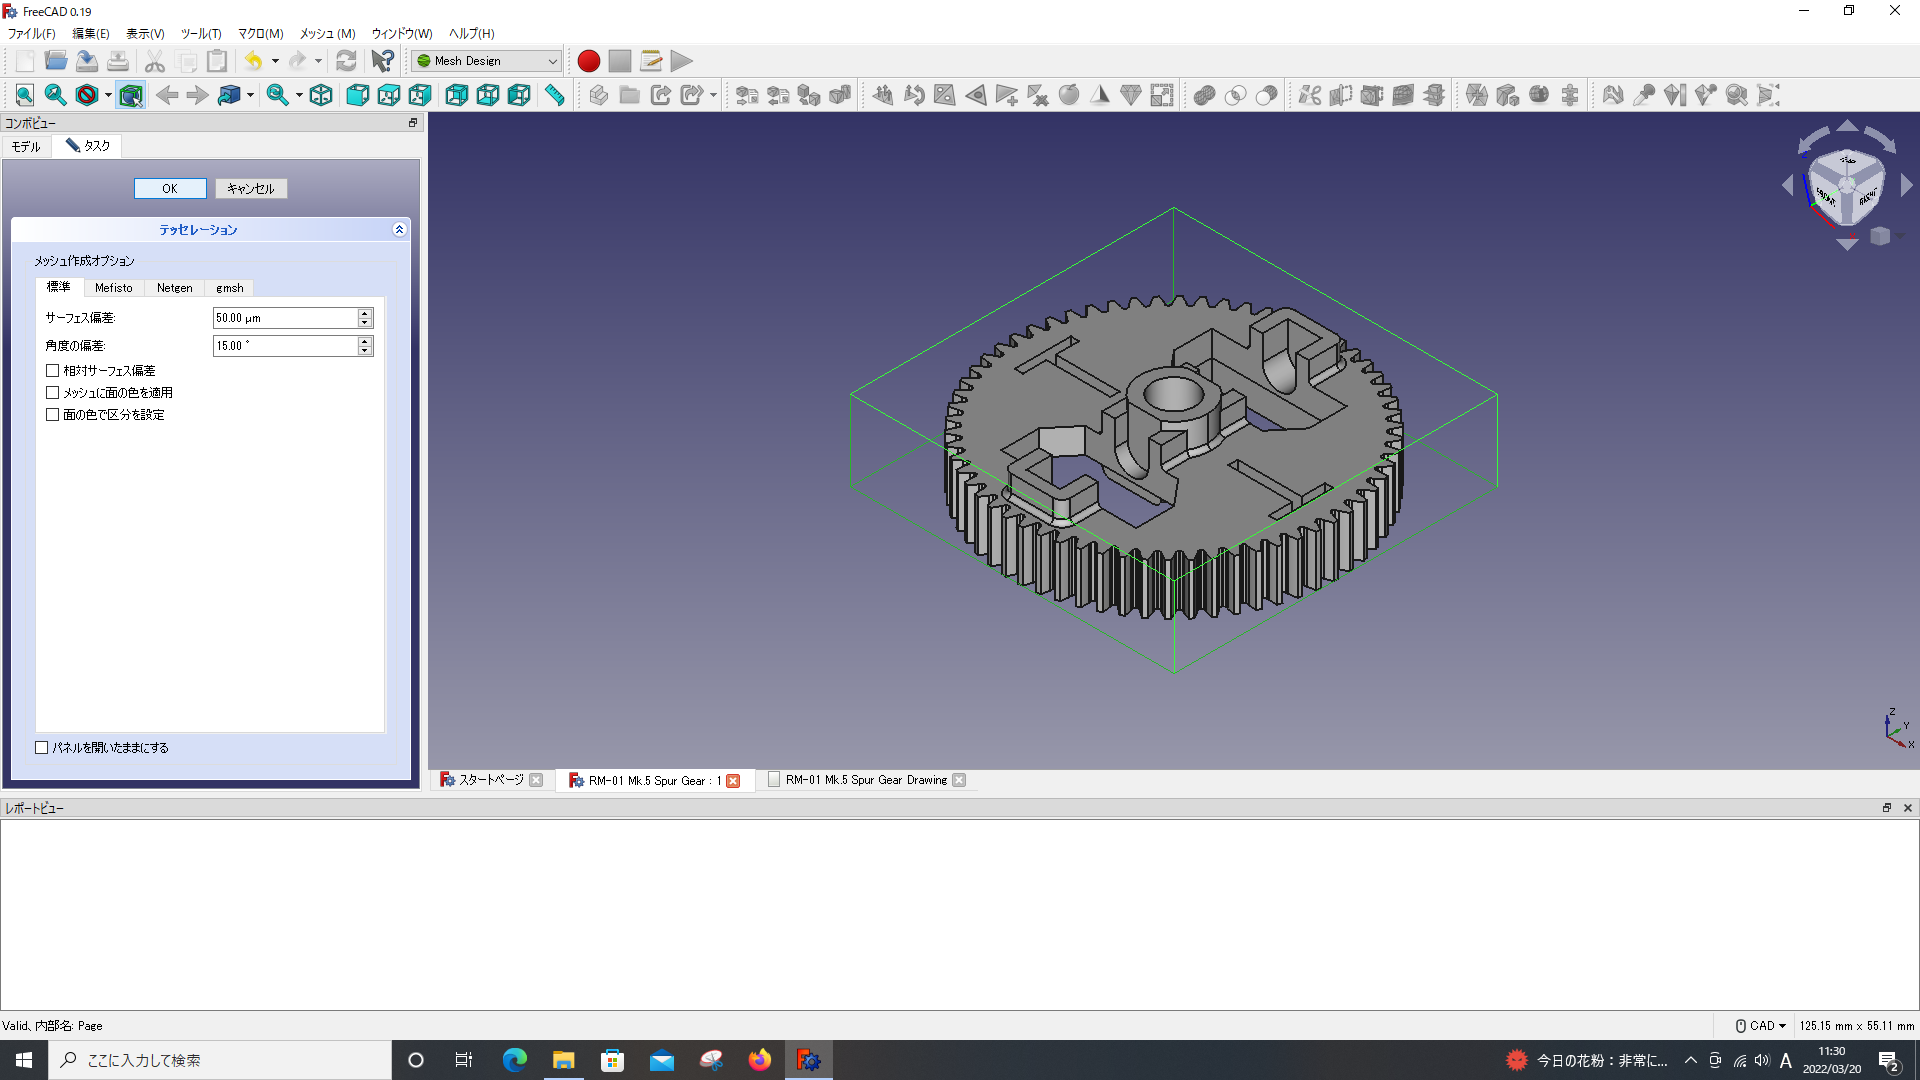 FreeCAD 0.19
ファイル(F) 編集(E) 表示(V) ツール(T) マクロ(M) メッシュ (M) ウィンドウ(W) ヘルプ(H)
Mesh Design
コンボビュー
モデル タスク
OK キャンセル
テッセレーション
メッシュ作成オプション
標準 Mefisto Netgen gmsh
サーフェス偏差: 50.00 µm
角度の偏差: 15.00 °
相対サーフェス偏差
メッシュに面の色を適用
面の色で区分を設定
パネルを開いたままにする
FRONT RIGHT
Z
Y
X
スタートページ RM-01 Mk.5 Spur Gear : 1 RM-01 Mk.5 Spur Gear Drawing
レポートビュー
Valid、内部名: Page
CAD 125.15 mm x 55.11 mm
ここに入力して検索
今日の花粉：非常に... A 11:30
2022/03/20
2